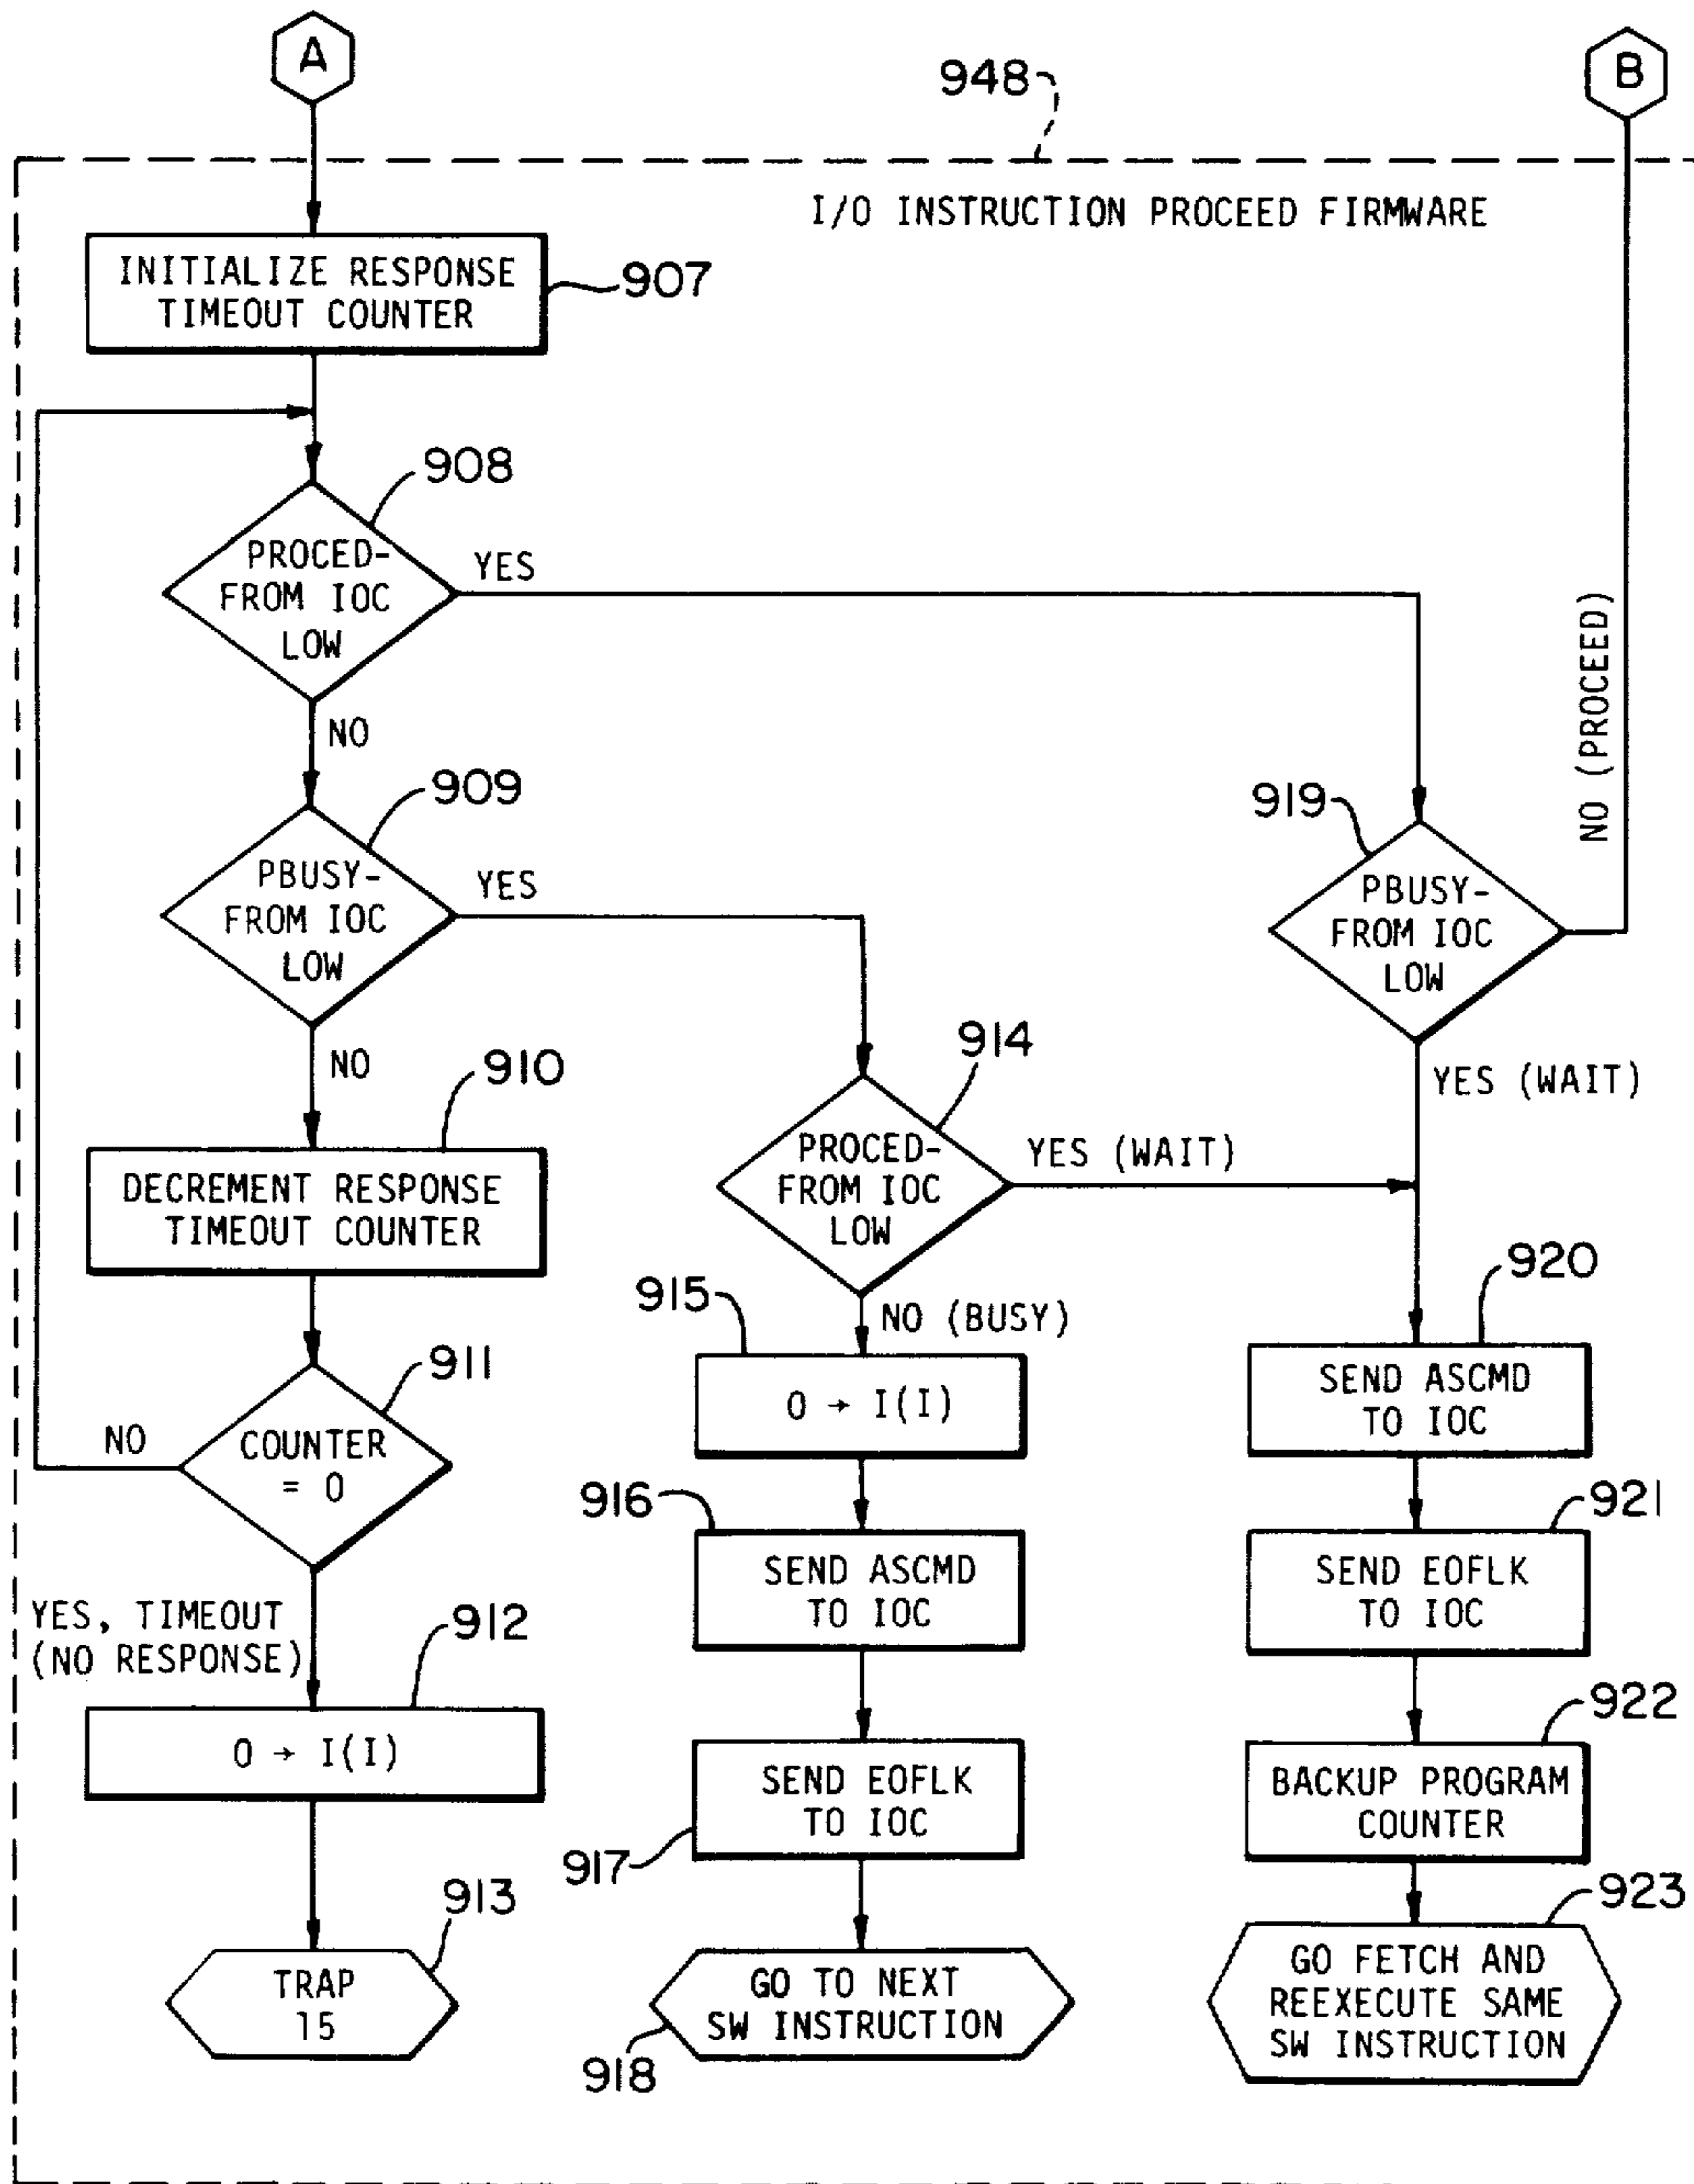 A
B
948
I/O INSTRUCTION PROCEED FIRMWARE
INITIALIZE RESPONSE
TIMEOUT COUNTER
907
908
PROCED-
FROM IOC
LOW
YES
NO
NO (PROCEED)
909
PBUSY-
FROM IOC
LOW
YES
NO
919
PBUSY-
FROM IOC
LOW
YES (WAIT)
910
DECREMENT RESPONSE
TIMEOUT COUNTER
914
PROCED-
FROM IOC
LOW
YES (WAIT)
NO (BUSY)
911
COUNTER
= 0
NO
YES, TIMEOUT
(NO RESPONSE)
912
0 → I(I)
913
TRAP
15
915
0 → I(I)
916
SEND ASCMD
TO IOC
SEND EOFLK
TO IOC
917
GO TO NEXT
SW INSTRUCTION
918
920
SEND ASCMD
TO IOC
921
SEND EOFLK
TO IOC
922
BACKUP PROGRAM
COUNTER
923
GO FETCH AND
REEXECUTE SAME
SW INSTRUCTION